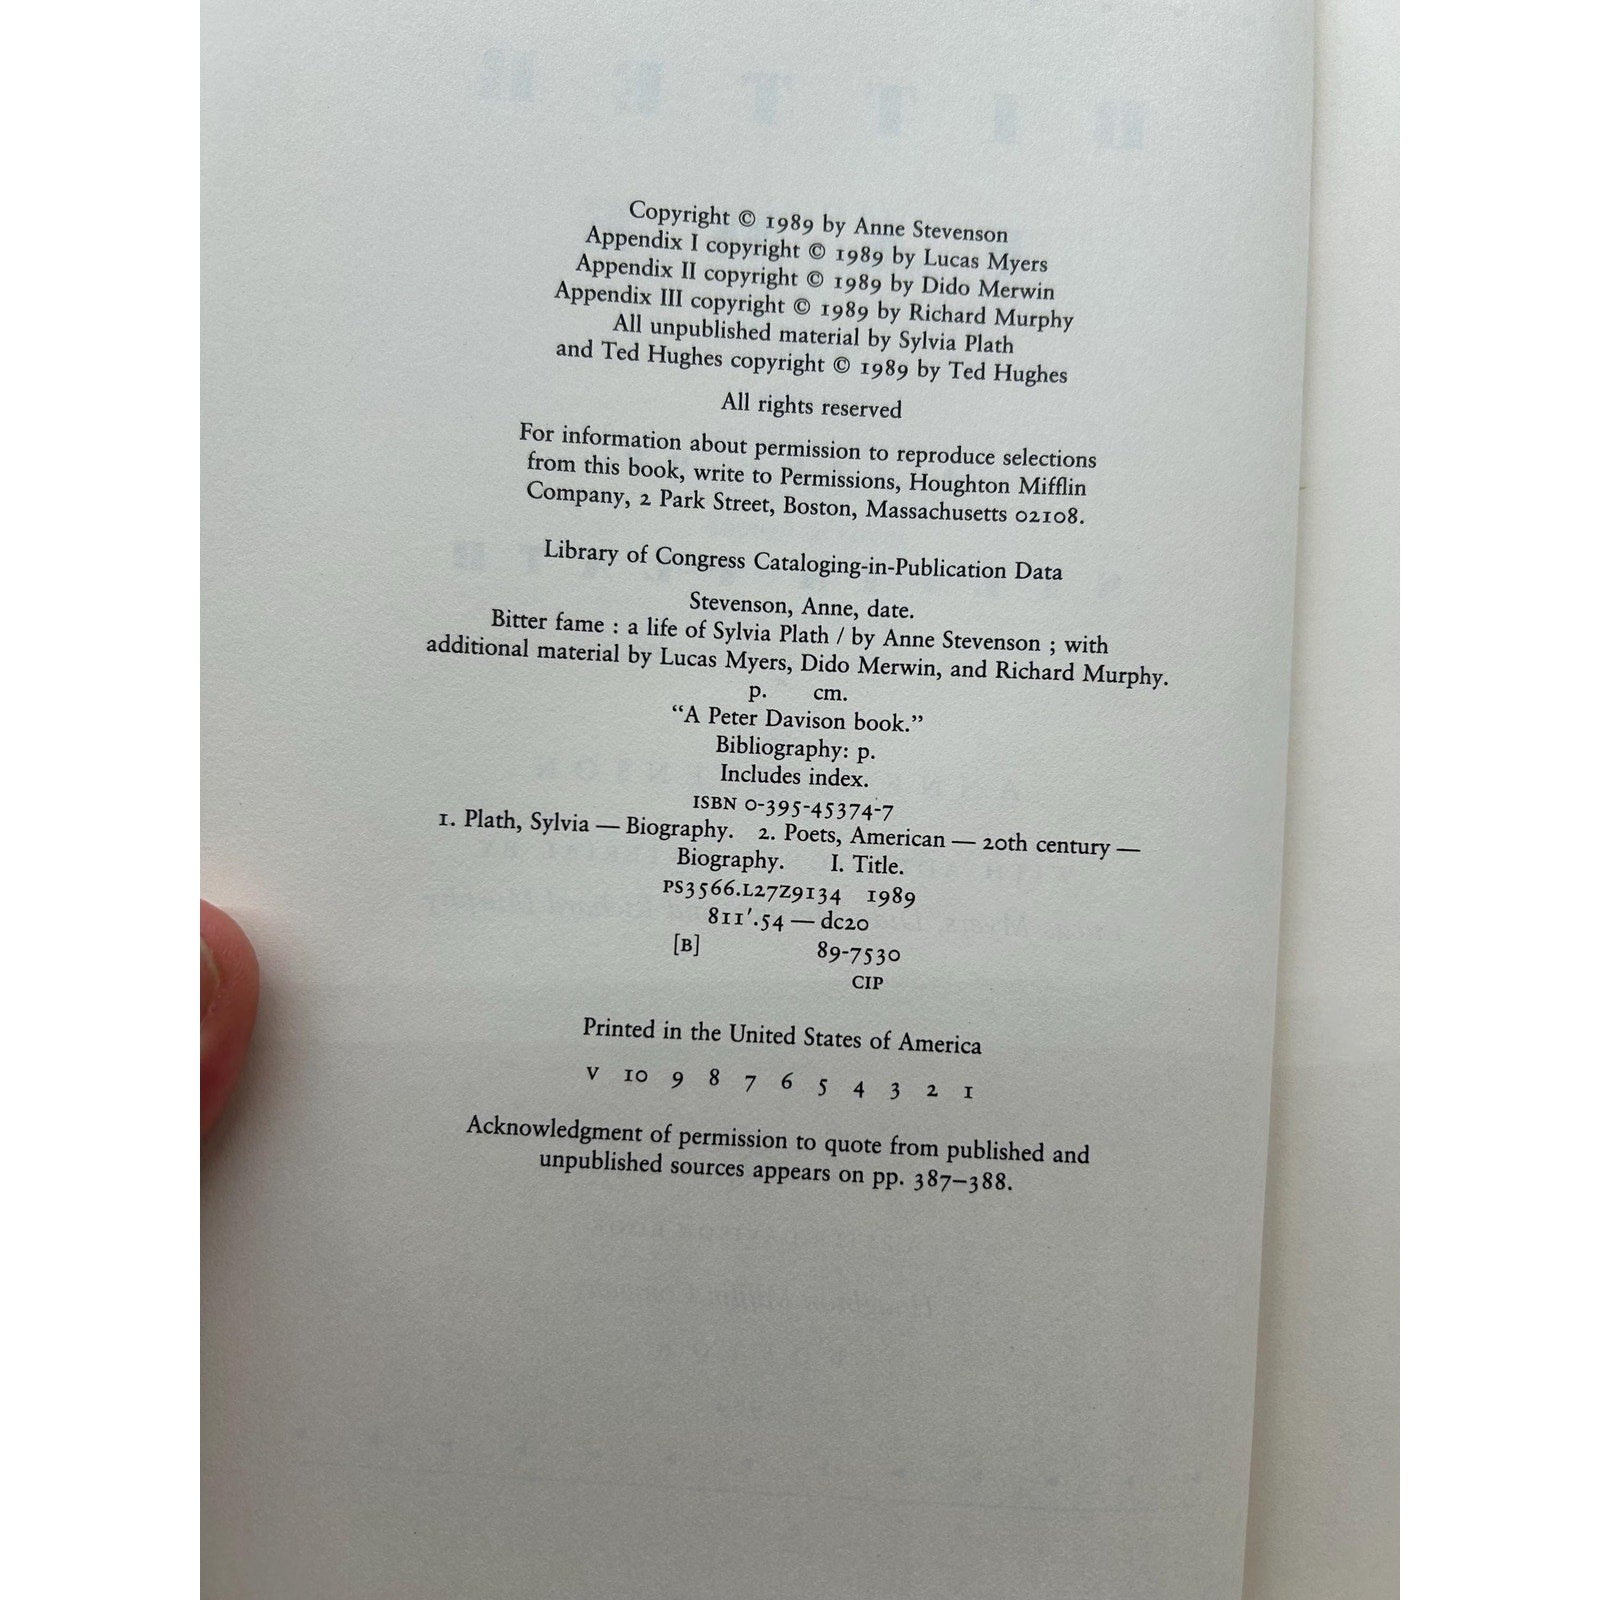 Copyright © 1989 by Anne Stevenson
Appendix I copyright © 1989 by Lucas Myers
Appendix II copyright © 1989 by Dido Merwin
Appendix III copyright © 1989 by Richard Murphy
All unpublished material by Sylvia Plath
and Ted Hughes copyright © 1989 by Ted Hughes
All rights reserved
For information about permission to reproduce selections
from this book, write to Permissions, Houghton Mifflin
Company, 2 Park Street, Boston, Massachusetts 02108.
Library of Congress Cataloging-in-Publication Data
Stevenson, Anne, date.
Bitter fame : a life of Sylvia Plath / by Anne Stevenson ; with
additional material by Lucas Myers, Dido Merwin, and Richard Murphy.
p. cm.
“A Peter Davison book.”
Bibliography: p.
Includes index.
ISBN 0-395-45374-7
1. Plath, Sylvia — Biography. 2. Poets, American — 20th century —
Biography. I. Title.
PS3566.L27Z9134 1989
811′.54 — dc20
[B] 89-7530
CIP
Printed in the United States of America
V 10 9 8 7 6 5 4 3 2 1
Acknowledgment of permission to quote from published and
unpublished sources appears on pp. 387–388.